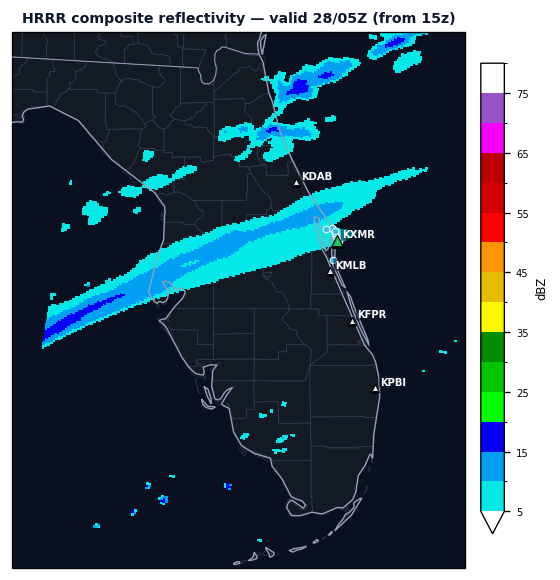 HRRR composite reflectivity — valid 28/05Z (from 15z)
KDAB
KXMR
KMLB
KFPR
KPBI
75
65
55
45
35
25
15
5
dBZ